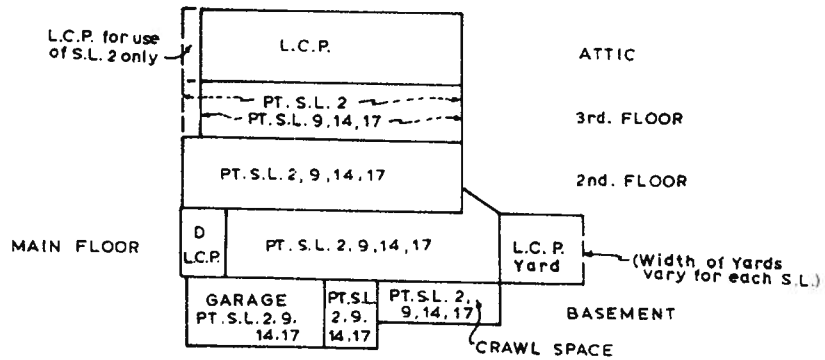 L.C.P. for use
of S.L. 2 only
L.C.P.
ATTIC
PT. S.L. 2
PT. S.L. 9,14,17
3rd. FLOOR
PT. S.L. 2, 9, 14, 17
2nd. FLOOR
MAIN FLOOR
D
L.C.P.
PT. S.L. 2, 9, 14, 17
L.C.P.
Yard
(Width of Yards
vary for each S.L.)
GARAGE
PT. S.L. 2. 9.
14.17
PT. S.L
2. 9.
14.17
PT. S.L. 2,
9, 14, 17
BASEMENT
CRAWL SPACE